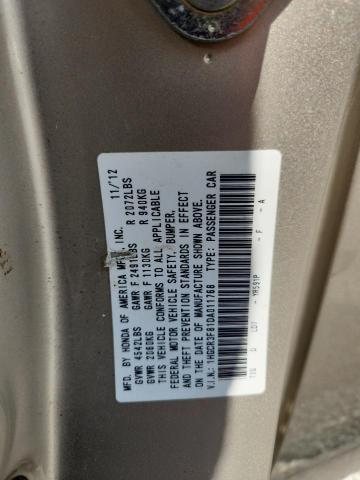 MFD. BY HONDA OF AMERICA MFG., INC. 11/12
GVWR 4542LBS GAWR F 2491LBS R 2072LBS
GVWR 2060KG GAWR F 1130KG R 940KG
THIS VEHICLE CONFORMS TO ALL APPLICABLE
FEDERAL MOTOR VEHICLE SAFETY, BUMPER,
AND THEFT PREVENTION STANDARDS IN EFFECT
ON THE DATE OF MANUFACTURE SHOWN ABOVE.
V.I.N.: 1HGCR3F81DA011768 TYPE: PASSENGER CAR
YR591P F A